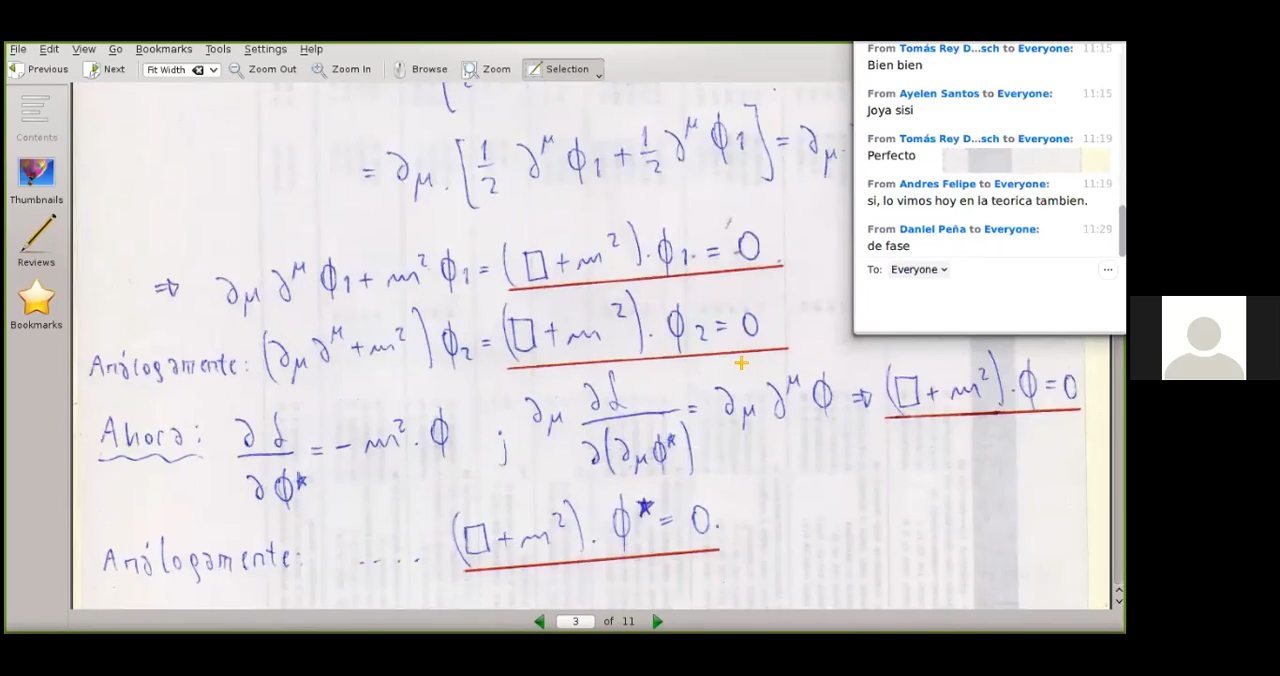 File Edit View Go Bookmarks Tools Settings Help
Previous Next Fit Width Zoom Out Zoom In Browse Zoom Selection
Contents
Thumbnails
Reviews
Bookmarks
= ∂μ . [1/2 ∂^μ ϕ1 + 1/2 ∂^μ ϕ1] = ∂μ
⇒ ∂μ ∂^μ ϕ1 + m² ϕ1 = (□ + m²) . ϕ1 = 0
Análogamente: (∂μ ∂^μ + m²) ϕ2 = (□ + m²) . ϕ2 = 0
Ahora: ∂ℒ/∂ϕ* = - m² . ϕ ; ∂μ ∂ℒ/∂(∂μϕ*) = ∂μ ∂^μ ϕ ⇒ (□ + m²) . ϕ = 0
Análogamente: .... (□ + m²) . ϕ* = 0.
3 of 11
From Tomás Rey D...sch to Everyone: 11:15
Bien bien
From Ayelen Santos to Everyone: 11:15
Joya sisi
From Tomás Rey D...sch to Everyone: 11:19
Perfecto
From Andres Felipe to Everyone: 11:19
si, lo vimos hoy en la teorica tambien.
From Daniel Peña to Everyone: 11:29
de fase
To: Everyone